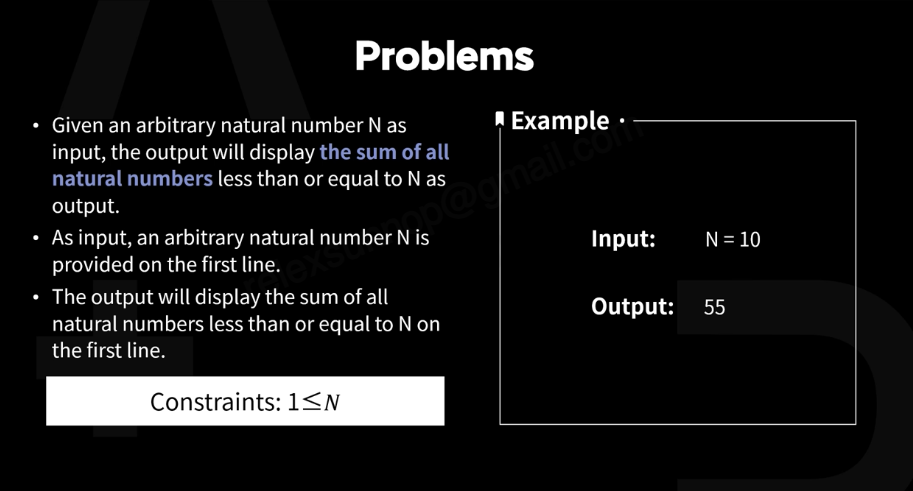 Problems
• Given an arbitrary natural number N as
input, the output will display the sum of all
natural numbers less than or equal to N as
output.
• As input, an arbitrary natural number N is
provided on the first line.
• The output will display the sum of all
natural numbers less than or equal to N on
the first line.
Constraints: 1≤N
Example
Input: N = 10
Output: 55